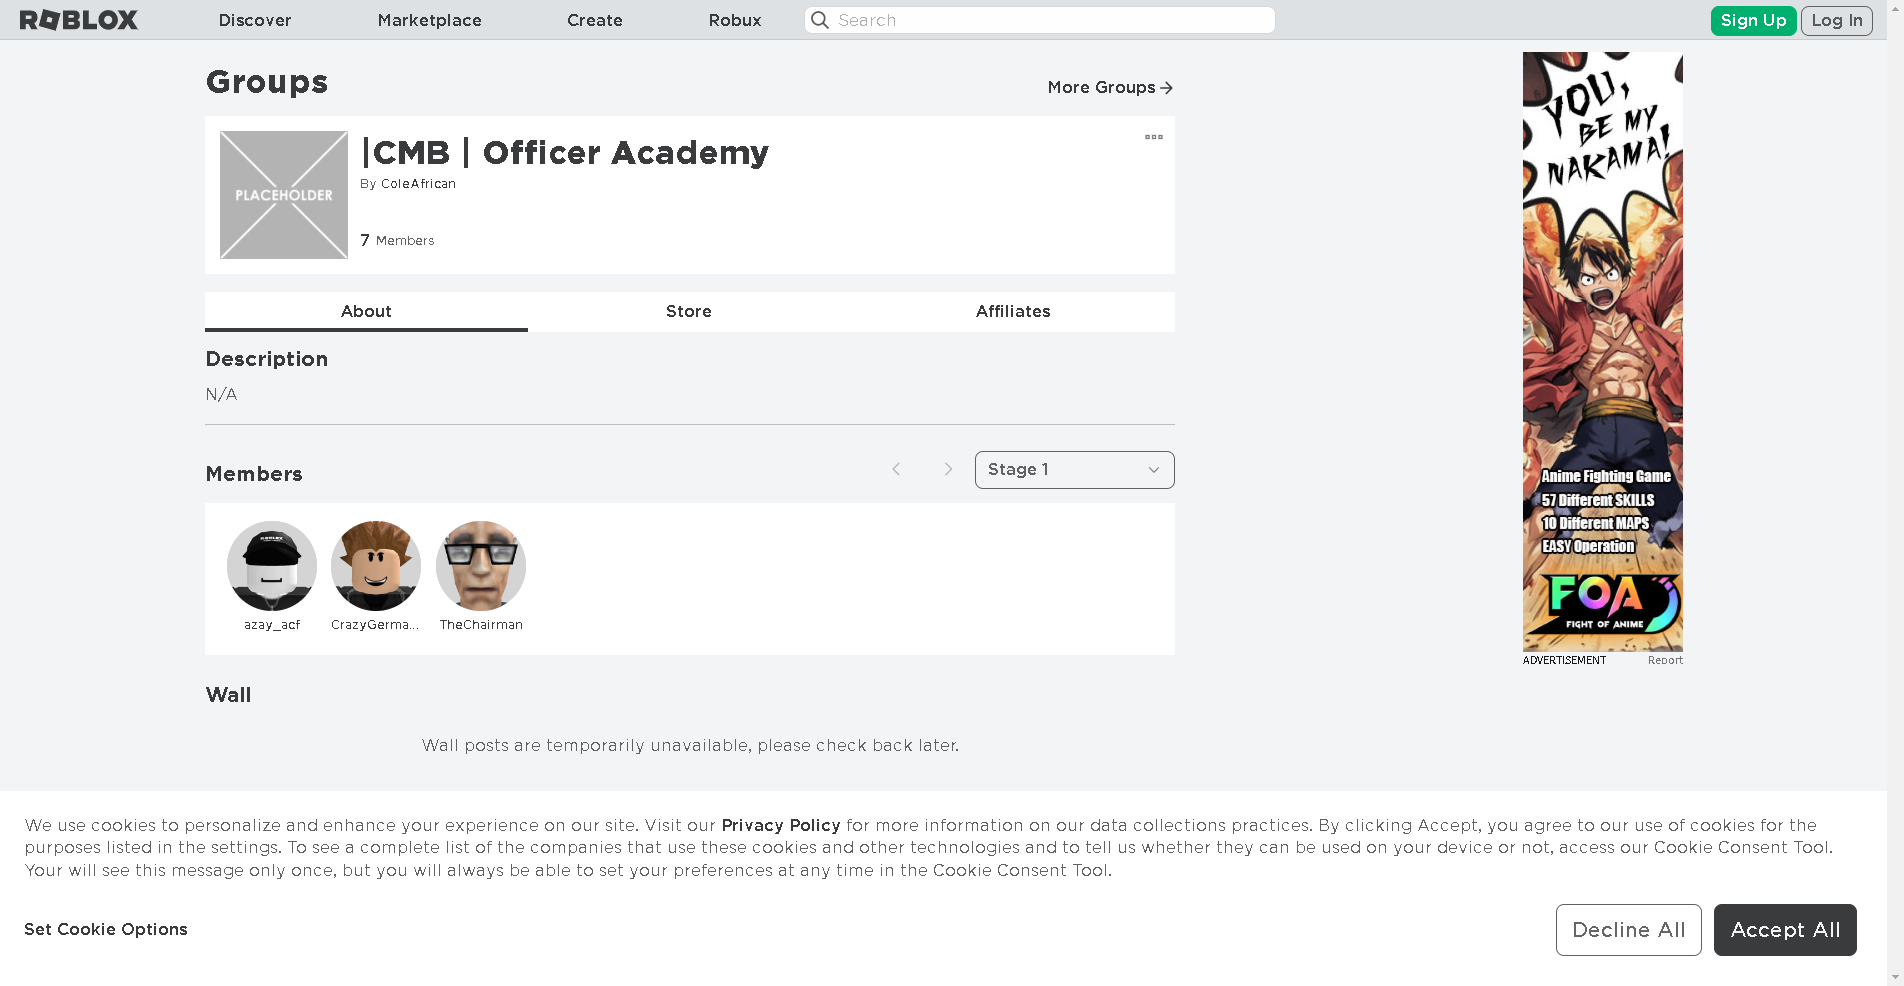 ROBLOX
Discover
Marketplace
Create
Robux
Search
Sign Up
Log In
Groups
More Groups
PLACEHOLDER
|CMB | Officer Academy
By ColeAfrican
7 Members
About
Store
Affiliates
Description
N/A
Members
Stage 1
ROBLOX
azay_acf
CrazyGerma...
TheChairman
Wall
Wall posts are temporarily unavailable, please check back later.
YOU,
BE MY
NAKAMA!
Anime Fighting Game
57 Different SKILLS
10 Different MAPS
EASY Operation
FOA
FIGHT OF ANIME
ADVERTISEMENT
Report
We use cookies to personalize and enhance your experience on our site. Visit our Privacy Policy for more information on our data collections practices. By clicking Accept, you agree to our use of cookies for the
purposes listed in the settings. To see a complete list of the companies that use these cookies and other technologies and to tell us whether they can be used on your device or not, access our Cookie Consent Tool.
Your will see this message only once, but you will always be able to set your preferences at any time in the Cookie Consent Tool.
Set Cookie Options
Decline All
Accept All